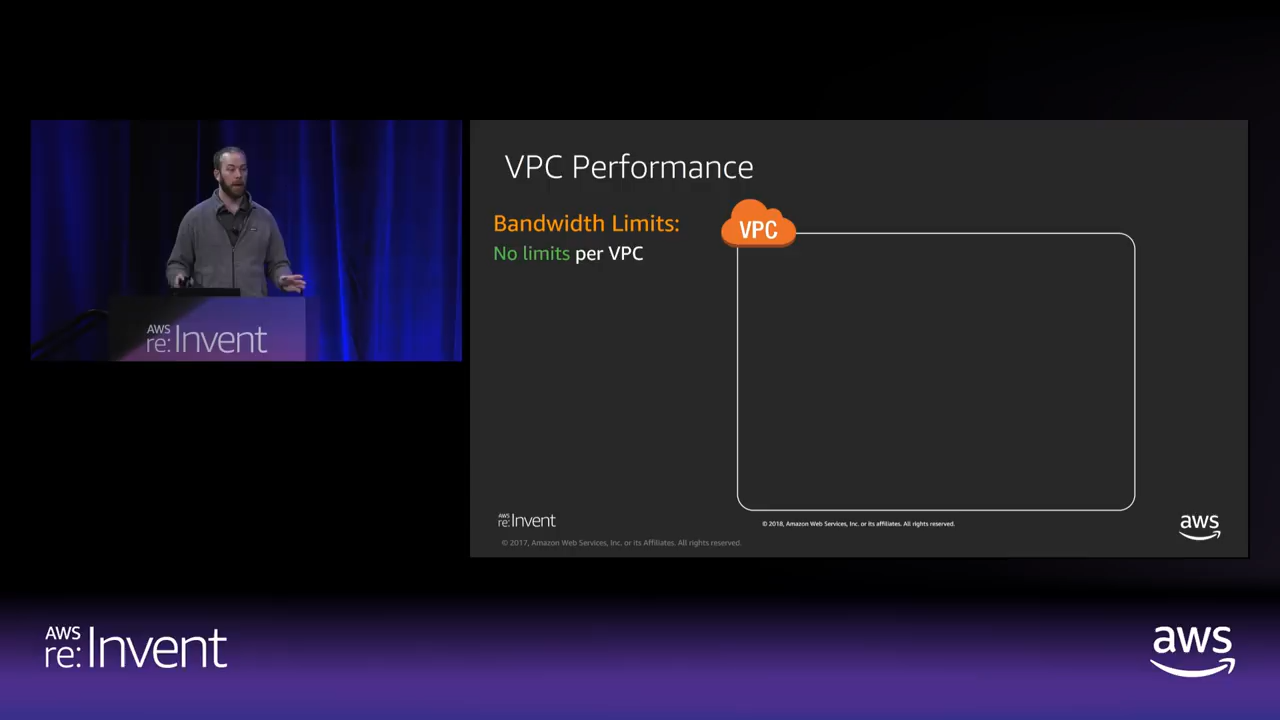 AWS
re:Invent
VPC Performance
Bandwidth Limits:
No limits per VPC
VPC
AWS
re:Invent
© 2018, Amazon Web Services, Inc. or its affiliates. All rights reserved.
aws
© 2017, Amazon Web Services, Inc. or its Affiliates. All rights reserved.
AWS
re:Invent
aws